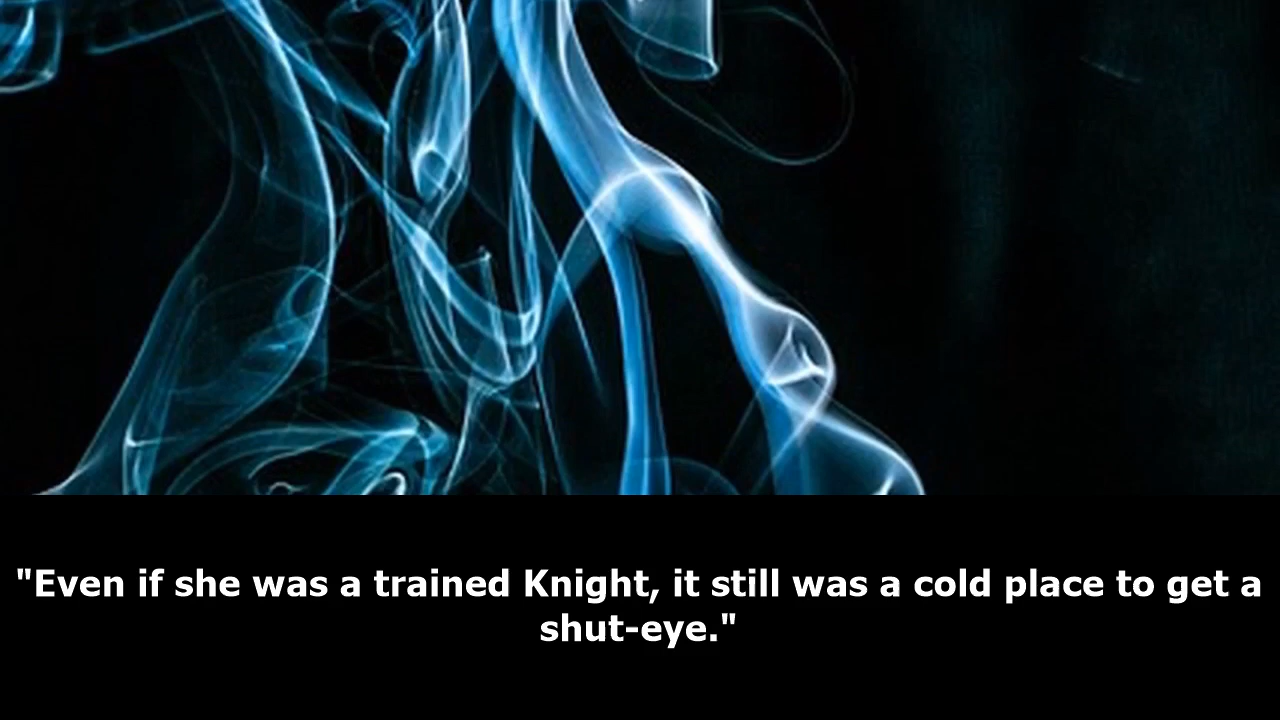 "Even if she was a trained Knight, it still was a cold place to get a
shut-eye."